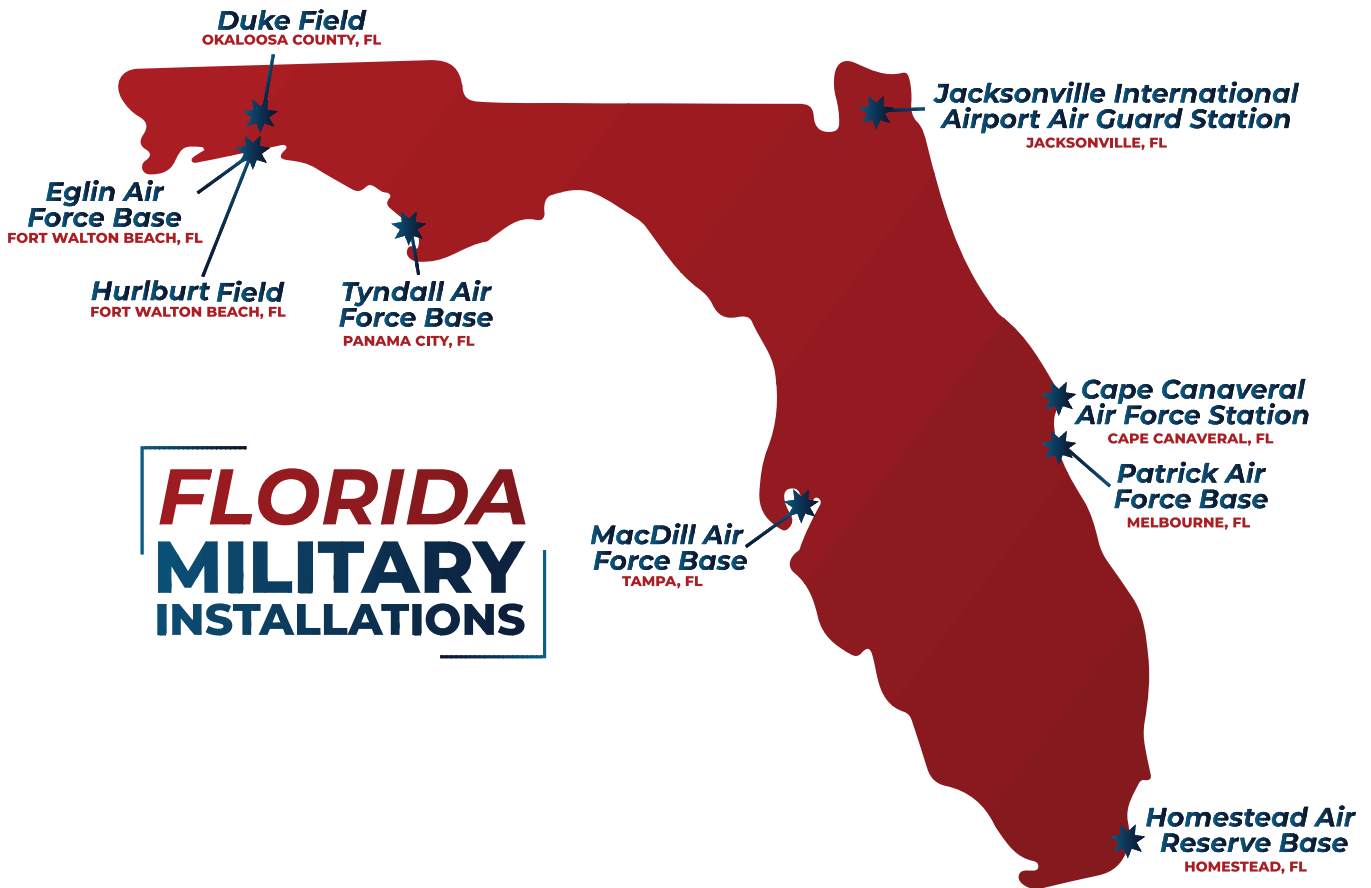 Duke Field
OKALOOSA COUNTY, FL
Jacksonville International
Airport Air Guard Station
JACKSONVILLE, FL
Eglin Air
Force Base
FORT WALTON BEACH, FL
Hurlburt Field
FORT WALTON BEACH, FL
Tyndall Air
Force Base
PANAMA CITY, FL
Cape Canaveral
Air Force Station
CAPE CANAVERAL, FL
Patrick Air
Force Base
MELBOURNE, FL
FLORIDA
MILITARY
INSTALLATIONS
MacDill Air
Force Base
TAMPA, FL
Homestead Air
Reserve Base
HOMESTEAD, FL